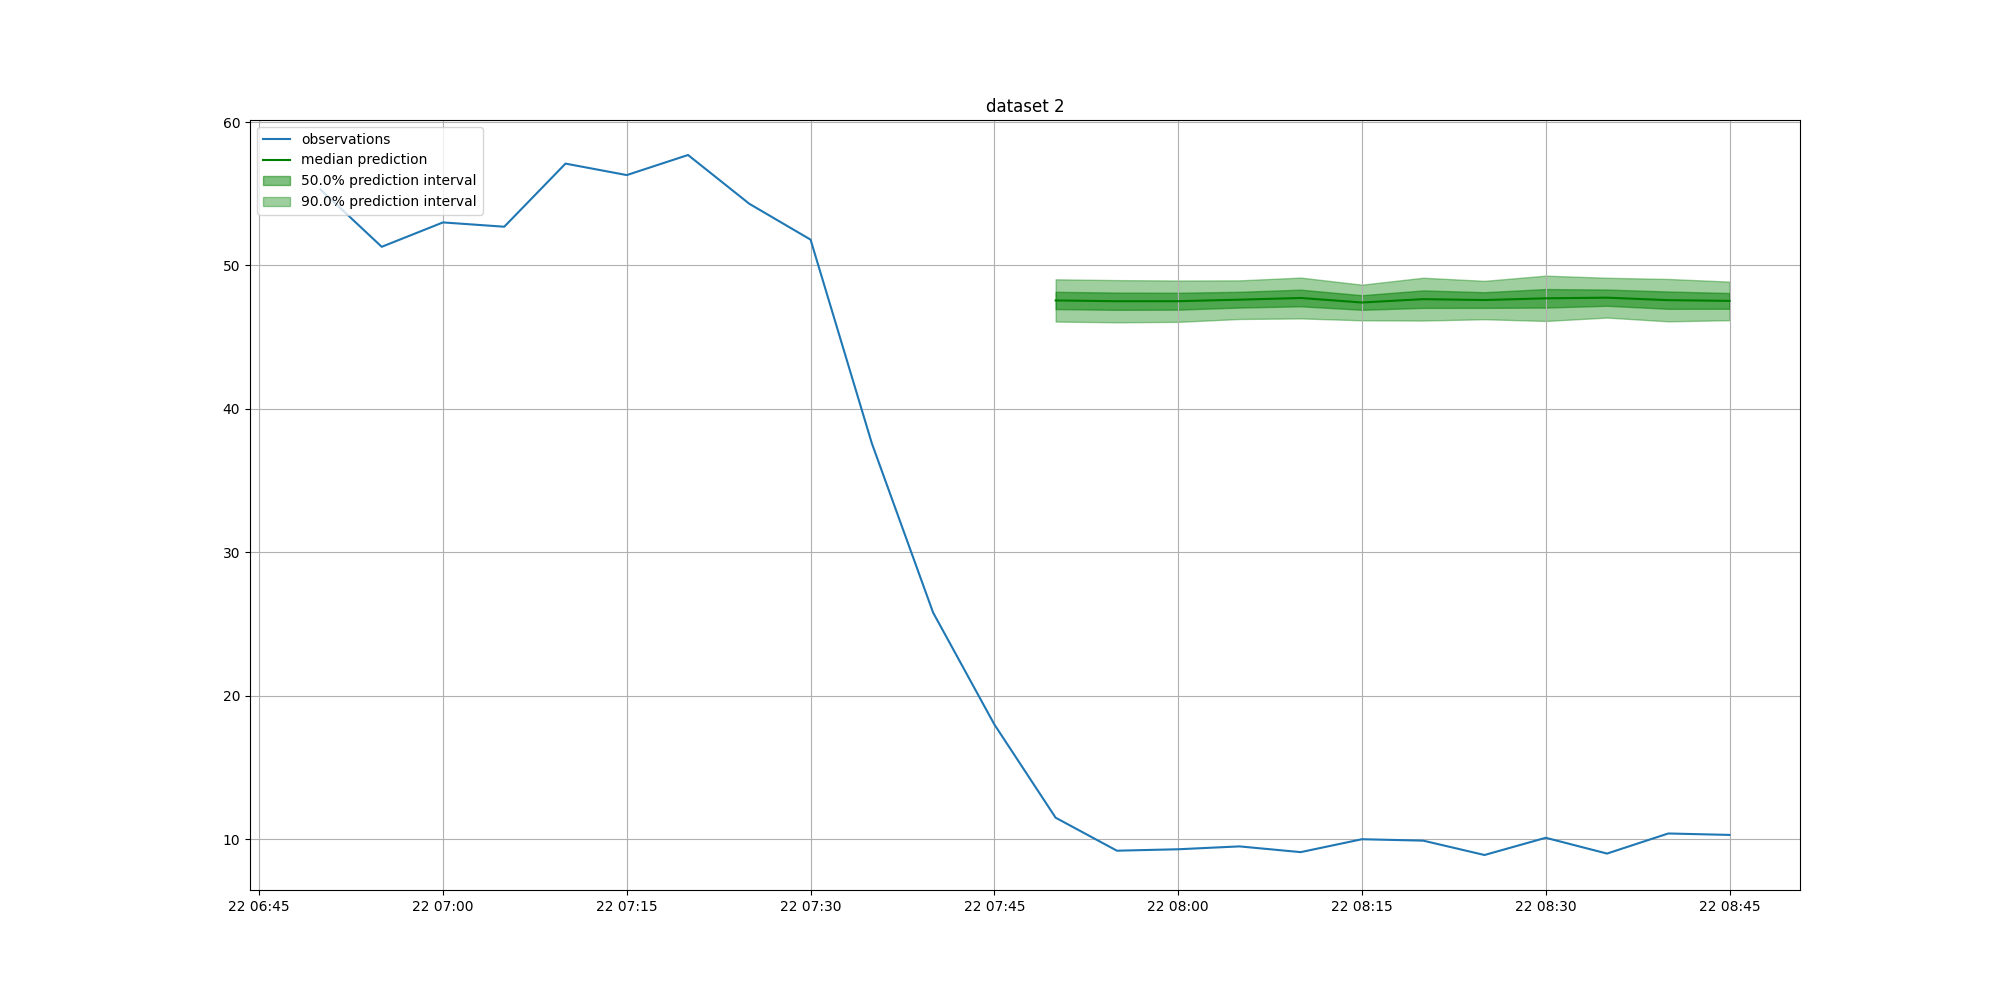 dataset 2
60
observations
median prediction
50.0% prediction interval
90.0% prediction interval
50
40
30
20
10
22 06:45 22 07:00 22 07:15 22 07:30 22 07:45 22 08:00 22 08:15 22 08:30 22 08:45